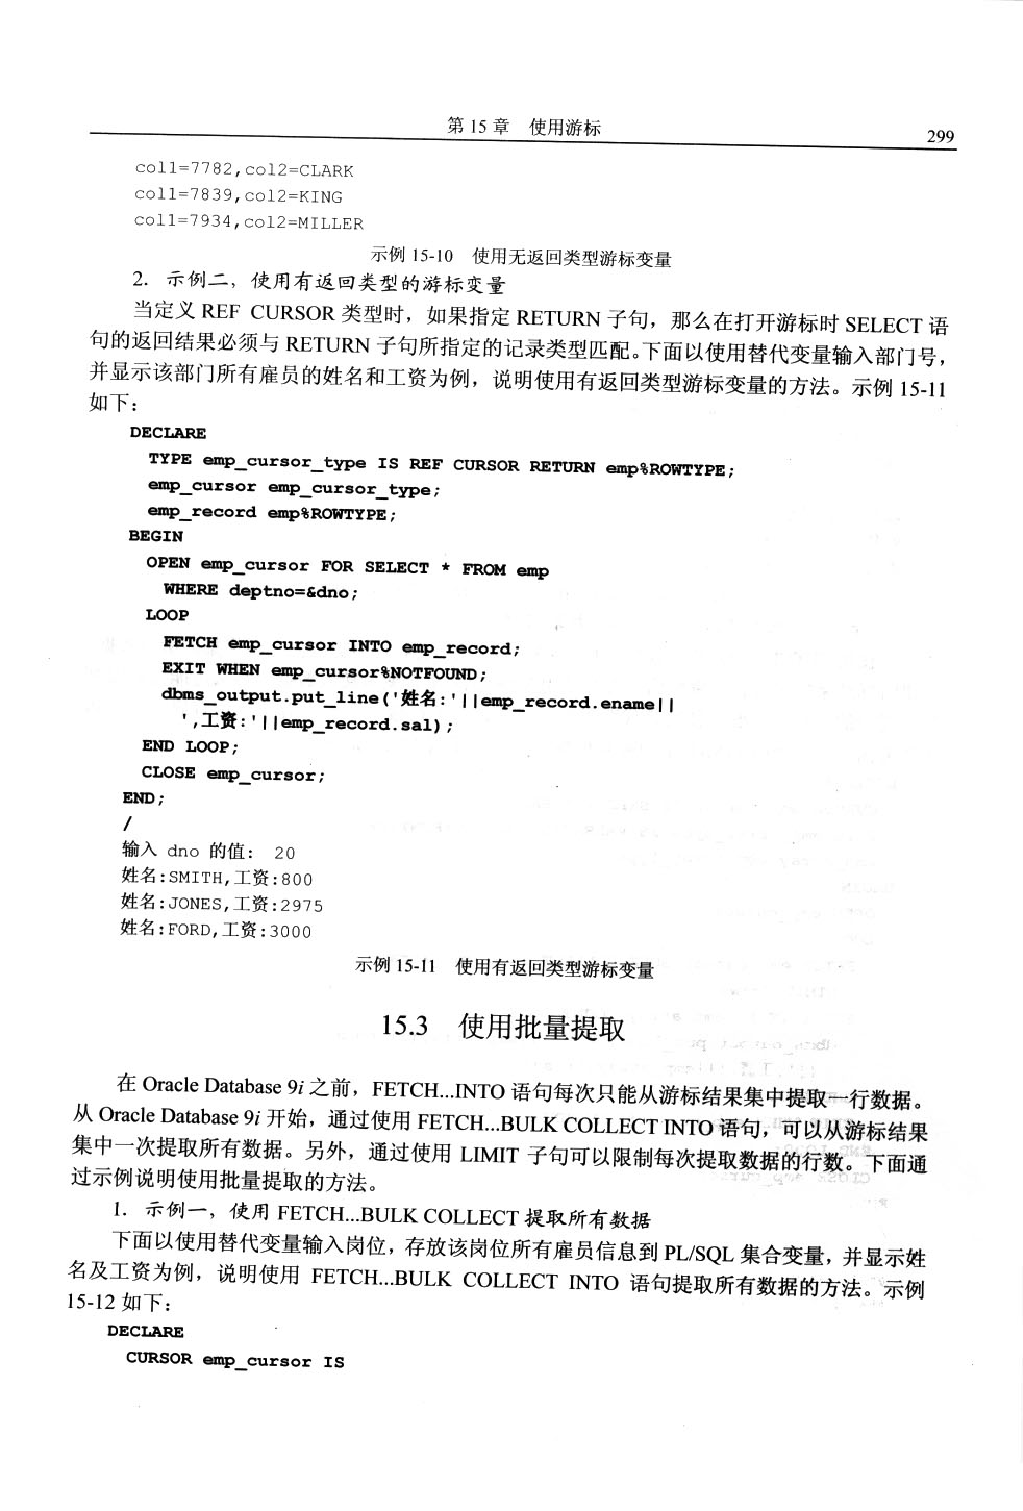 第 15 章 使用游标
299
col1=7782,col2=CLARK
col1=7839,col2=KING
col1=7934,col2=MILLER
示例 15-10 使用无返回类型游标变量
2. 示例二，使用有返回类型的游标变量
当定义 REF CURSOR 类型时，如果指定 RETURN 子句，那么在打开游标时 SELECT 语
句的返回结果必须与 RETURN 子句所指定的记录类型匹配。下面以使用替代变量输入部门号，
并显示该部门所有雇员的姓名和工资为例，说明使用有返回类型游标变量的方法。示例 15-11
如下：
DECLARE
TYPE emp_cursor_type IS REF CURSOR RETURN emp%ROWTYPE;
emp_cursor emp_cursor_type;
emp_record emp%ROWTYPE;
BEGIN
OPEN emp_cursor FOR SELECT * FROM emp
WHERE deptno=&dno;
LOOP
FETCH emp_cursor INTO emp_record;
EXIT WHEN emp_cursor%NOTFOUND;
dbms_output.put_line('姓名:'||emp_record.ename||
',工资:'||emp_record.sal);
END LOOP;
CLOSE emp_cursor;
END;
/
输入 dno 的值： 20
姓名:SMITH,工资:800
姓名:JONES,工资:2975
姓名:FORD,工资:3000
示例 15-11 使用有返回类型游标变量
15.3 使用批量提取
在 Oracle Database 9i 之前，FETCH...INTO 语句每次只能从游标结果集中提取一行数据。
从 Oracle Database 9i 开始，通过使用 FETCH...BULK COLLECT INTO 语句，可以从游标结果
集中一次提取所有数据。另外，通过使用 LIMIT 子句可以限制每次提取数据的行数。下面通
过示例说明使用批量提取的方法。
1. 示例一，使用 FETCH...BULK COLLECT 提取所有数据
下面以使用替代变量输入岗位，存放该岗位所有雇员信息到 PL/SQL 集合变量，并显示姓
名及工资为例，说明使用 FETCH...BULK COLLECT INTO 语句提取所有数据的方法。示例
15-12 如下：
DECLARE
CURSOR emp_cursor IS